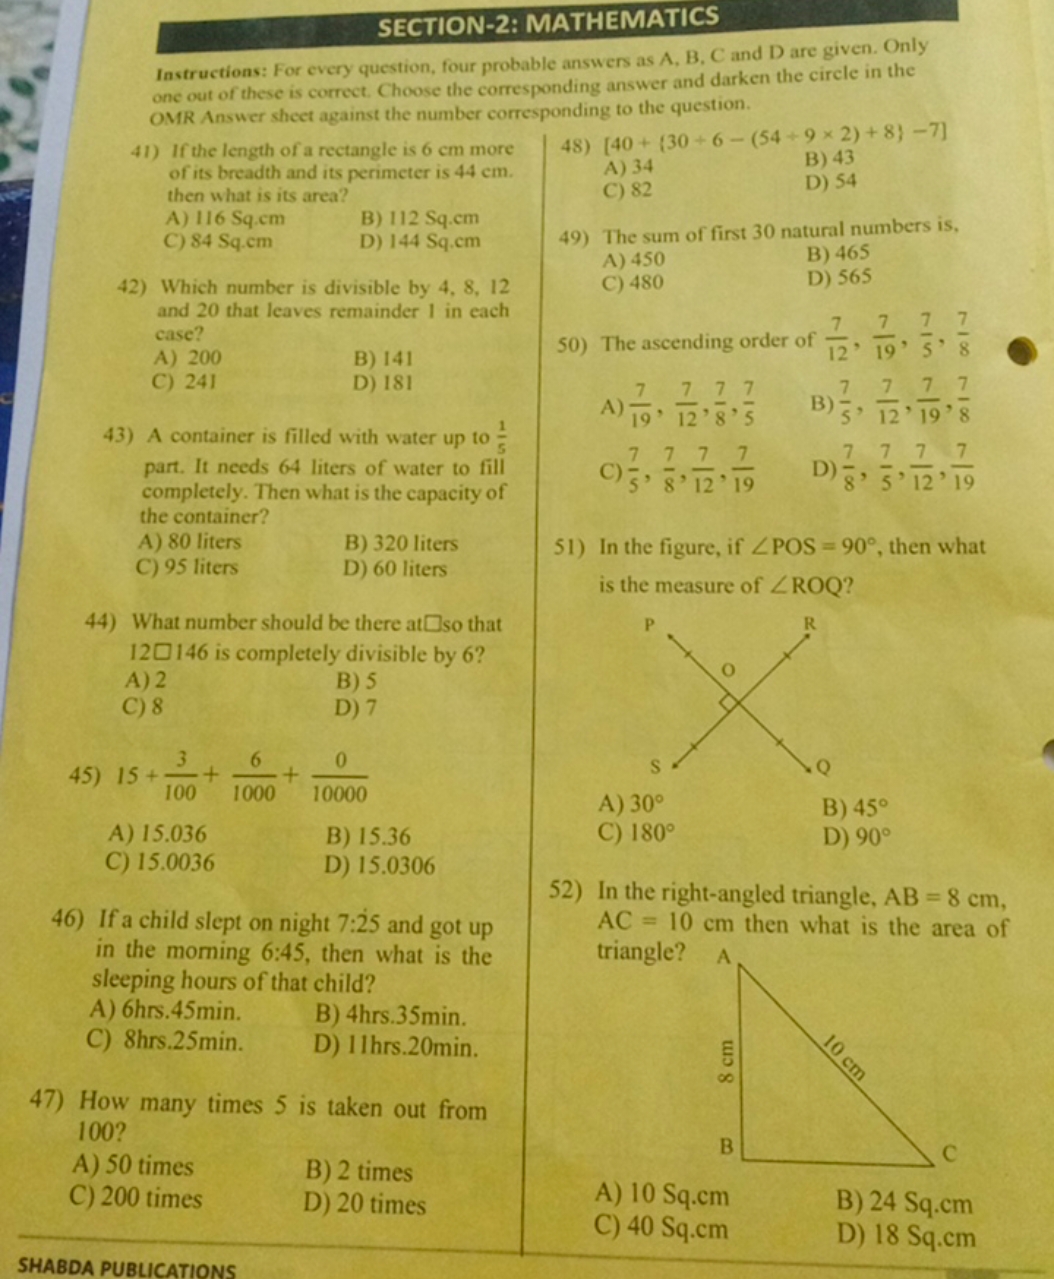 SECTION-2: MATHEMATICS
Instructions: For every question, four probable answers as A, B, C and D are given. Only
one out of these is correct. Choose the corresponding answer and darken the circle in the
OMR Answer sheet against the number corresponding to the question.
41) If the length of a rectangle is 6 cm more
of its breadth and its perimeter is 44 cm.
then what is its area?
A) 116 Sq.cm B) 112 Sq.cm
C) 84 Sq.cm D) 144 Sq.cm
42) Which number is divisible by 4, 8, 12
and 20 that leaves remainder 1 in each
case?
A) 200 B) 141
C) 241 D) 181
43) A container is filled with water up to 1/5
part. It needs 64 liters of water to fill
completely. Then what is the capacity of
the container?
A) 80 liters B) 320 liters
C) 95 liters D) 60 liters
44) What number should be there at□so that
12□146 is completely divisible by 6?
A) 2 B) 5
C) 8 D) 7
45) 15 + 3/100 + 6/1000 + 0/10000
A) 15.036 B) 15.36
C) 15.0036 D) 15.0306
46) If a child slept on night 7:25 and got up
in the morning 6:45, then what is the
sleeping hours of that child?
A) 6hrs.45min. B) 4hrs.35min.
C) 8hrs.25min. D) 11hrs.20min.
47) How many times 5 is taken out from
100?
A) 50 times B) 2 times
C) 200 times D) 20 times
48) [40 + {30 ÷ 6 − (54 ÷ 9 × 2) + 8} −7]
A) 34 B) 43
C) 82 D) 54
49) The sum of first 30 natural numbers is,
A) 450 B) 465
C) 480 D) 565
50) The ascending order of 7/12, 7/19, 7/5, 7/8
A) 7/19, 7/12, 7/8, 7/5 B) 7/5, 7/12, 7/19, 7/8
C) 7/5, 7/8, 7/12, 7/19 D) 7/8, 7/5, 7/12, 7/19
51) In the figure, if ∠POS = 90°, then what
is the measure of ∠ROQ?
P R
O
S Q
A) 30° B) 45°
C) 180° D) 90°
52) In the right-angled triangle, AB = 8 cm,
AC = 10 cm then what is the area of
triangle? A
8 cm 10 cm
B C
A) 10 Sq.cm B) 24 Sq.cm
C) 40 Sq.cm D) 18 Sq.cm
SHABDA PUBLICATIONS